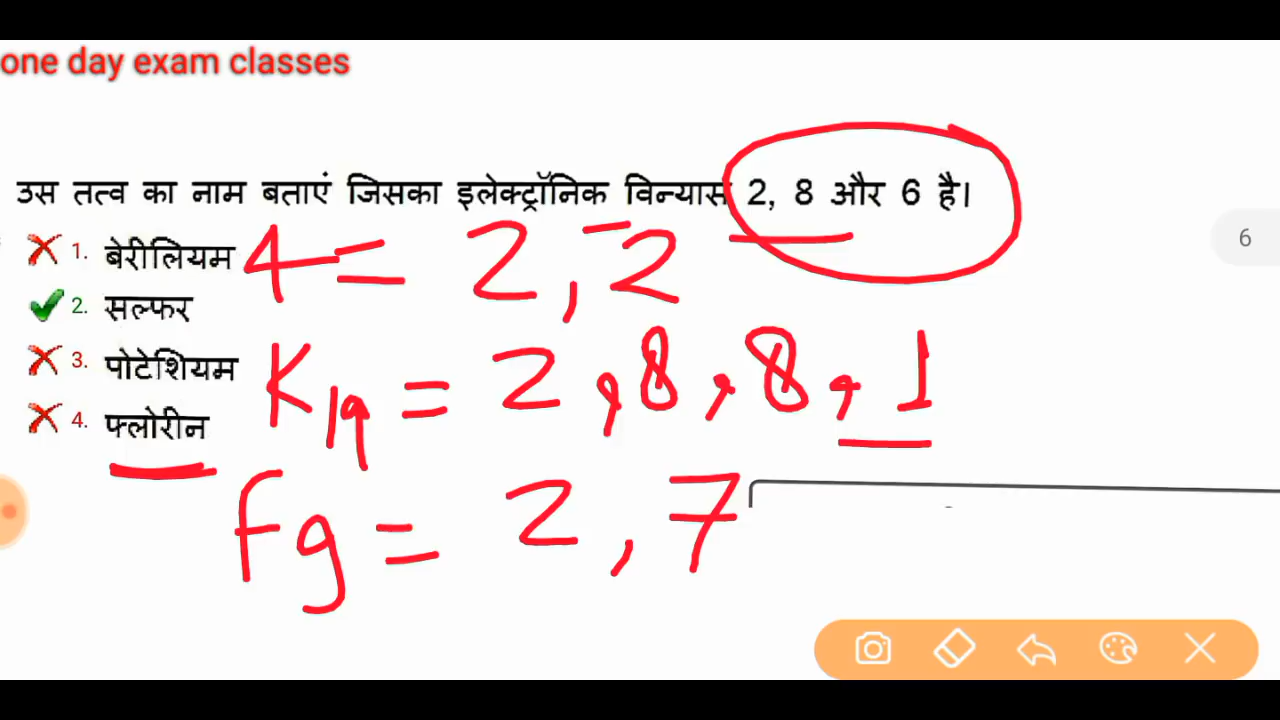 one day exam classes
उस तत्व का नाम बताएं जिसका इलेक्ट्रॉनिक विन्यास 2, 8 और 6 है।
6
1. बेरीलियम 4 = 2, 2
2. सल्फर
3. पोटेशियम K19 = 2, 8, 8, 1
4. फ्लोरीन
F9 = 2, 7